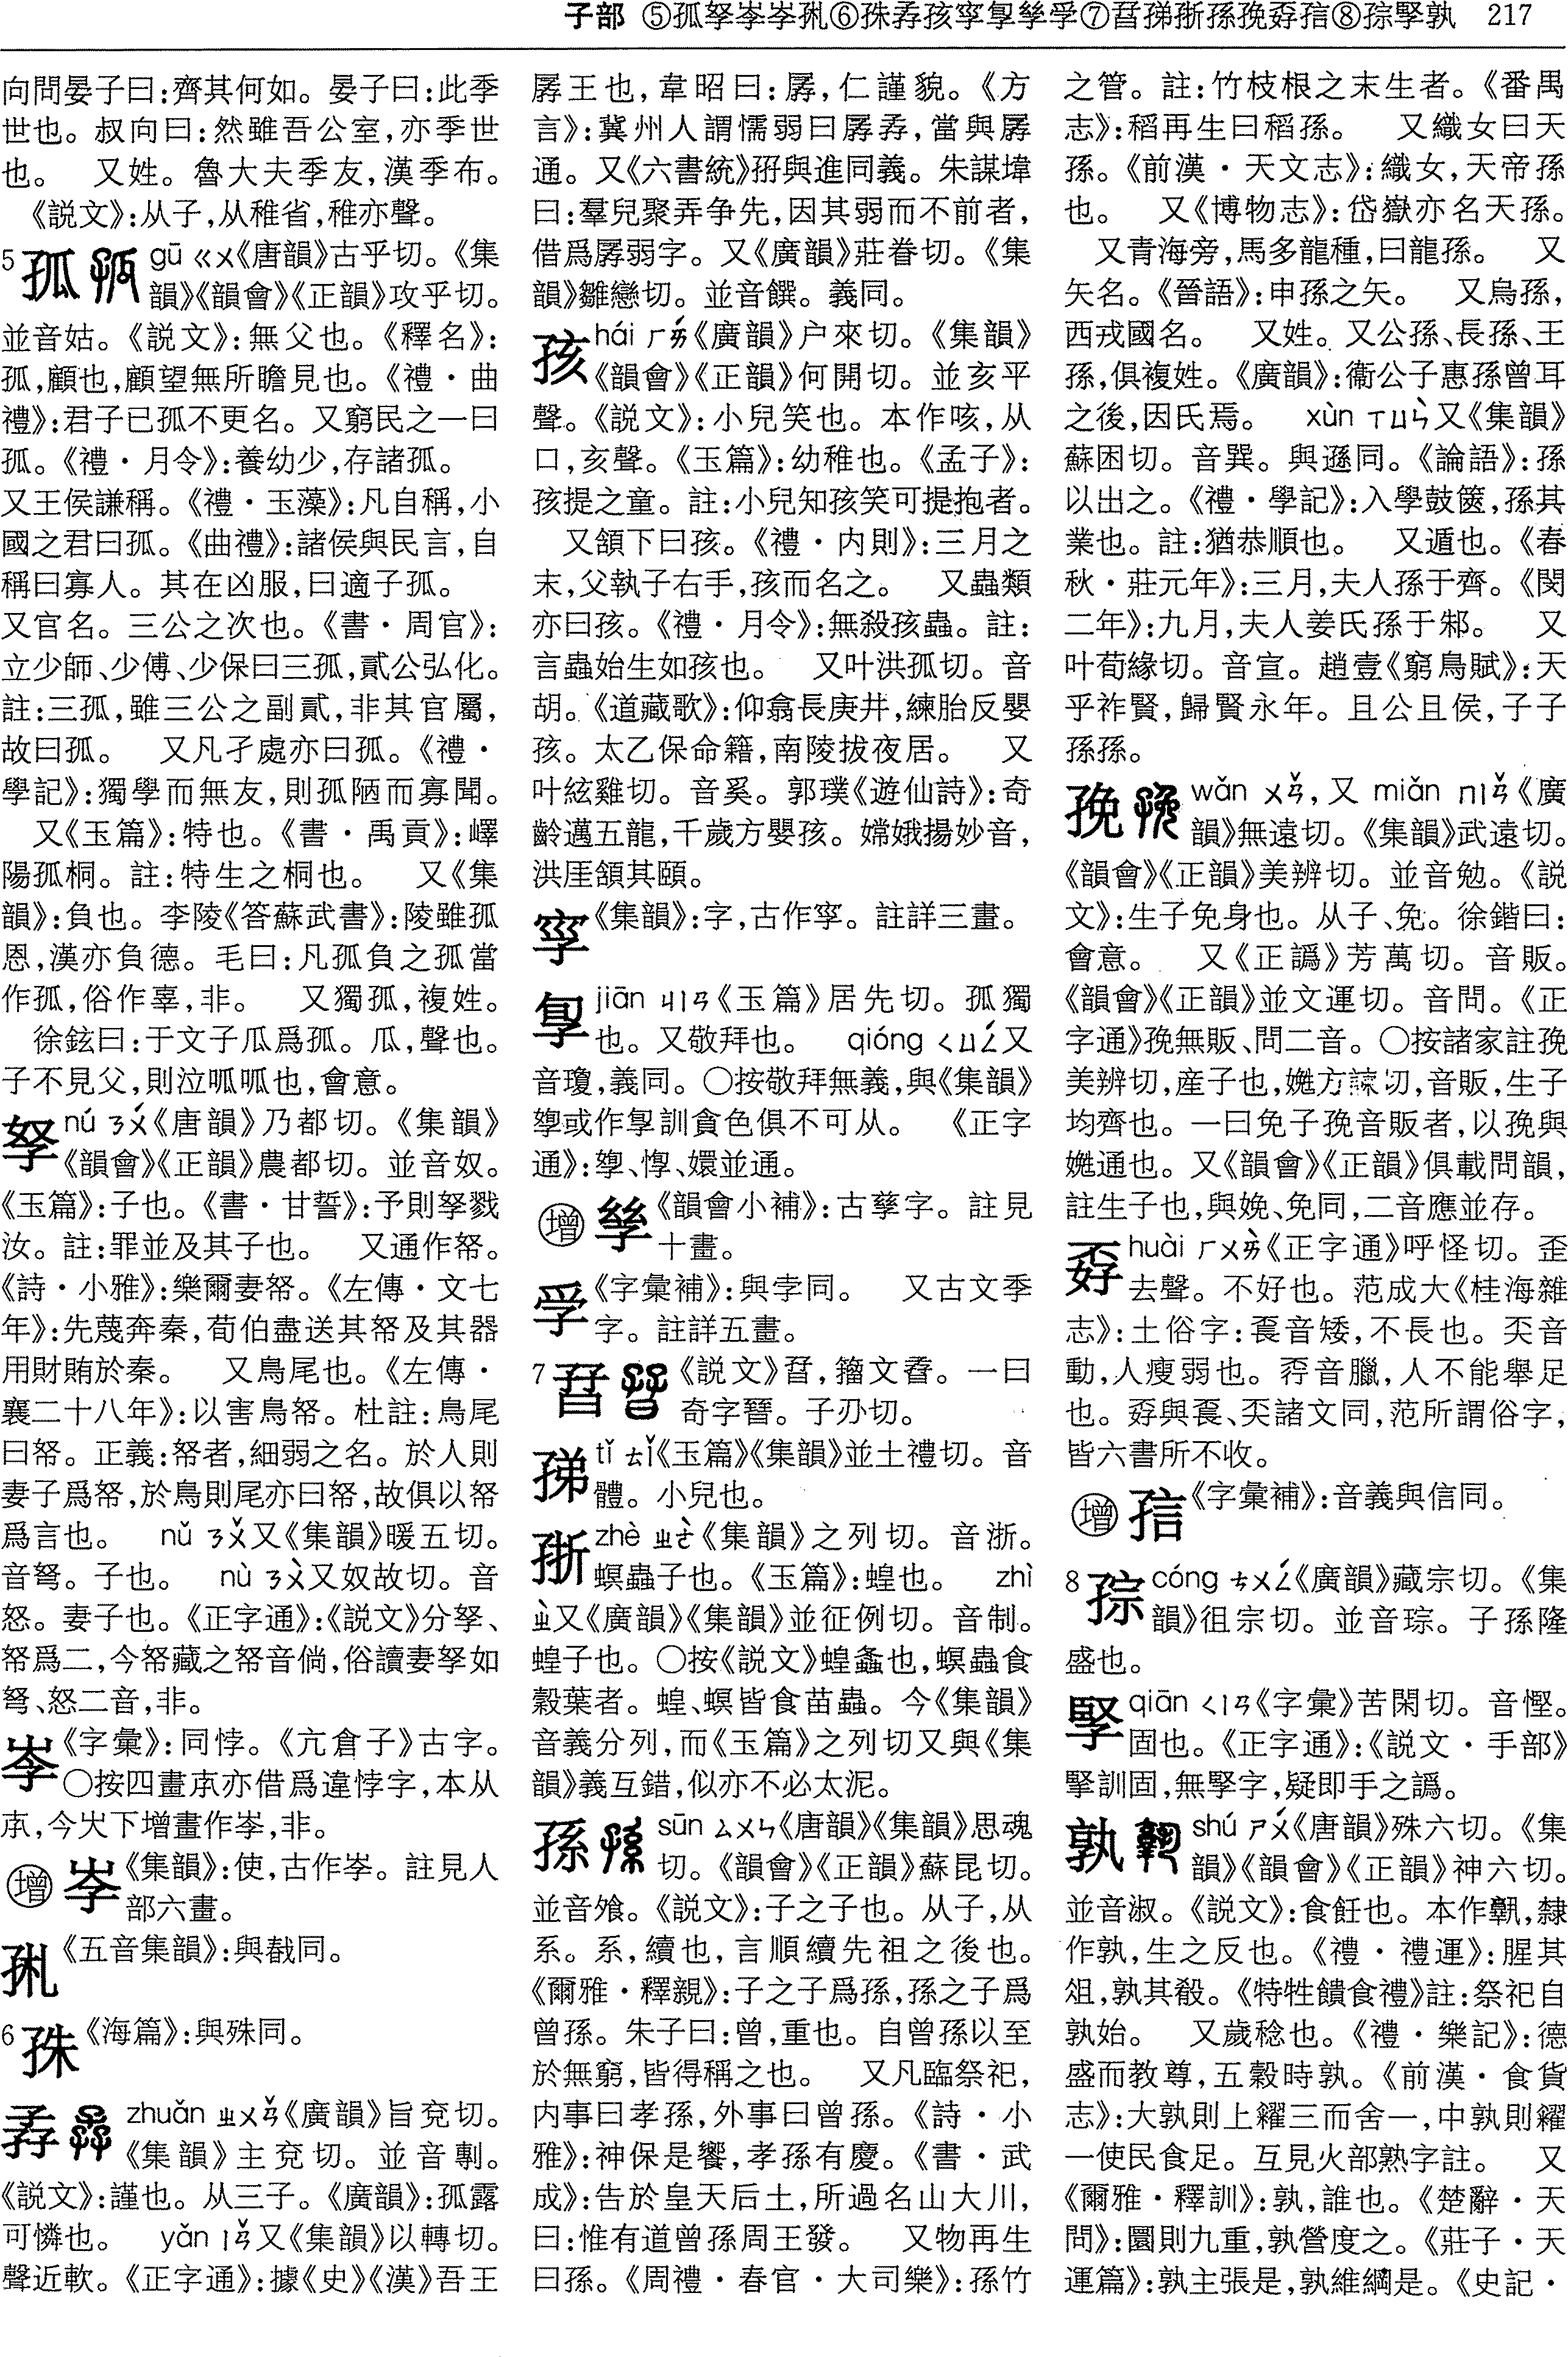 子部 ⑤孤孥㝊㝊㧒⑥㧒孨孩㝋㝁孯孚⑦㬜㧒㧒孫挽孬㧒⑧孮孯孰 217
向問晏子曰:齊其何如。晏子曰:此季
世也。叔向曰:然雖吾公室,亦季世
也。 又姓。魯大夫季友,漢季布。
《説文》:从子,从稚省,稚亦聲。
5 孤 gū ㄍㄨ《唐韻》古乎切。《集
韻》《韻會》《正韻》攻乎切。
並音姑。《説文》:無父也。《釋名》:
孤,顧也,顧望無所瞻見也。《禮·曲
禮》:君子已孤不更名。又窮民之一曰
孤。《禮·月令》:養幼少,存諸孤。
又王侯謙稱。《禮·玉藻》:凡自稱,小
國之君曰孤。《曲禮》:諸侯與民言,自
稱曰寡人。其在凶服,曰適子孤。
又官名。三公之次也。《書·周官》:
立少師、少傅、少保曰三孤,貳公弘化。
註:三孤,雖三公之副貳,非其官屬,
故曰孤。 又凡孑處亦曰孤。《禮·
學記》:獨學而無友,則孤陋而寡聞。
又《玉篇》:特也。《書·禹貢》:嶧
陽孤桐。註:特生之桐也。 又《集
韻》:負也。李陵《答蘇武書》:陵雖孤
恩,漢亦負德。毛曰:凡孤負之孤當
作孤,俗作辜,非。 又獨孤,複姓。
徐鉉曰:于文子瓜爲孤。瓜,聲也。
子不見父,則泣呱呱也,會意。
孥 nú ㄋㄨˊ《唐韻》乃都切。《集韻》
《韻會》《正韻》農都切。並音奴。
《玉篇》:子也。《書·甘誓》:予則孥戮
汝。註:罪並及其子也。 又通作帑。
《詩·小雅》:樂爾妻帑。《左傳·文七
年》:先蔑奔秦,荀伯盡送其帑及其器
用財賄於秦。 又鳥尾也。《左傳·
襄二十八年》:以害鳥帑。杜註:鳥尾
曰帑。正義:帑者,細弱之名。於人則
妻子爲帑,於鳥則尾亦曰帑,故俱以帑
爲言也。 nǔ ㄋㄨˇ又《集韻》暖五切。
音弩。子也。 nù ㄋㄨˋ又奴故切。音
怒。妻子也。《正字通》:《説文》分孥、
帑爲二,今帑藏之帑音倘,俗讀妻孥如
弩、怒二音,非。
《字彙》:同悖。《亢倉子》古字。
○按四畫亦借爲違悖字,本从
,今下增畫作,非。
㊉增 《集韻》:使,古作。註見人
部六畫。
《五音集韻》:與戟同。
6 《海篇》:與殊同。
孨 zhuǎn ㄓㄨㄢˇ《廣韻》旨兗切。
《集韻》主兗切。並音剸。
《説文》:謹也。从三子。《廣韻》:孤露
可憐也。 yǎn ㄧㄢˇ又《集韻》以轉切。
聲近軟。《正字通》:據《史》《漢》吾王
孱王也,韋昭曰:孱,仁謹貌。《方
言》:冀州人謂懦弱曰孱孨,當與孱
通。又《六書統》孬與進同義。朱謀㙔
曰:羣兒聚弄争先,因其弱而不前者,
借爲孱弱字。又《廣韻》莊眷切。《集
韻》雛戀切。並音饌。義同。
孩 hái ㄏㄞˊ《廣韻》户來切。《集韻》
《韻會》《正韻》何開切。並亥平
聲。《説文》:小兒笑也。本作咳,从
口,亥聲。《玉篇》:幼稚也。《孟子》:
孩提之童。註:小兒知孩笑可提抱者。
又頷下曰孩。《禮·内則》:三月之
末,父執子右手,孩而名之。 又蟲類
亦曰孩。《禮·月令》:無殺孩蟲。註:
言蟲始生如孩也。 又叶洪孤切。音
胡。《道藏歌》:仰翕長庚井,練胎反嬰
孩。太乙保命籍,南陵拔夜居。 又
叶絃雞切。音奚。郭璞《遊仙詩》:奇
齡邁五龍,千歲方嬰孩。嫦娥揚妙音,
洪厓頷其頤。
《集韻》:字,古作。註詳三畫。
jiān ㄐㄧㄢ《玉篇》居先切。孤獨
也。又敬拜也。 qióng ㄑㄩㄥˊ又
音瓊,義同。○按敬拜無義,與《集韻》
或作訓貪色俱不可从。 《正字
通》:、惸、嬛並通。
增 《韻會小補》:古孽字。註見
十畫。
《字彙補》:與孛同。 又古文季
字。註詳五畫。
7 《説文》,籀文。一曰
奇字簪。子刃切。
tǐ ㄊㄧˇ《玉篇》《集韻》並土禮切。音
體。小兒也。
zhè ㄓㄜˋ《集韻》之列切。音浙。
螟蟲子也。《玉篇》:蝗也。 zhì
ㄓˋ又《廣韻》《集韻》並征例切。音制。
蝗子也。○按《説文》蝗螽也,螟蟲食
穀葉者。蝗、螟皆食苗蟲。今《集韻》
音義分列,而《玉篇》之列切又與《集
韻》義互錯,似亦不必太泥。
孫 sūn ㄙㄨㄣ《唐韻》《集韻》思魂
切。《韻會》《正韻》蘇昆切。
並音飧。《説文》:子之子也。从子,从
系。系,續也,言順續先祖之後也。
《爾雅·釋親》:子之子爲孫,孫之子爲
曾孫。朱子曰:曾,重也。自曾孫以至
於無窮,皆得稱之也。 又凡臨祭祀,
内事曰孝孫,外事曰曾孫。《詩·小
雅》:神保是饗,孝孫有慶。《書·武
成》:告於皇天后土,所過名山大川,
曰:惟有道曾孫周王發。 又物再生
曰孫。《周禮·春官·大司樂》:孫竹
之管。註:竹枝根之末生者。《番禺
志》:稻再生曰稻孫。 又織女曰天
孫。《前漢·天文志》:織女,天帝孫
也。 又《博物志》:岱嶽亦名天孫。
又青海旁,馬多龍種,曰龍孫。 又
矢名。《晉語》:申孫之矢。 又烏孫,
西戎國名。 又姓。又公孫、長孫、王
孫,俱複姓。《廣韻》:衞公子惠孫曾耳
之後,因氏焉。 xùn ㄒㄩㄣˋ又《集韻》
蘇困切。音巽。與遜同。《論語》:孫
以出之。《禮·學記》:入學鼓篋,孫其
業也。註:猶恭順也。 又遁也。《春
秋·莊元年》:三月,夫人孫于齊。《閔
二年》:九月,夫人姜氏孫于邾。 又
叶荀緣切。音宣。趙壹《窮鳥賦》:天
乎祚賢,歸賢永年。且公且侯,子子
孫孫。
㝃 wǎn ㄨㄢˇ,又 miǎn ㄇㄧㄢˇ《廣
韻》無遠切。《集韻》武遠切。
《韻會》《正韻》美辨切。並音勉。《説
文》:生子免身也。从子、免。徐鍇曰:
會意。 又《正譌》芳萬切。音販。
《韻會》《正韻》並文運切。音問。《正
字通》㝃無販、問二音。○按諸家註㝃
美辨切,産子也,嬎方諫切,音販,生子
均齊也。一曰免子㝃音販者,以㝃與
嬎通也。又《韻會》《正韻》俱載問韻,
註生子也,與娩、免同,二音應並存。
孬 huài ㄏㄨㄞˋ《正字通》呼怪切。歪
去聲。不好也。范成大《桂海雜
志》:土俗字:音矮,不長也。奀音
動,人瘦弱也。音臘,人不能舉足
也。孬與、奀諸文同,范所謂俗字,
皆六書所不收。
增 《字彙補》:音義與信同。
8 孮 cóng ㄘㄨㄥˊ《廣韻》藏宗切。《集
韻》徂宗切。並音琮。子孫隆
盛也。
孯 qiān ㄑㄧㄢ《字彙》苦閑切。音慳。
固也。《正字通》:《説文·手部》
掔訓固,無孯字,疑即手之譌。
孰 shú ㄕㄨˊ《唐韻》殊六切。《集
韻》《韻會》《正韻》神六切。
並音淑。《説文》:食飪也。本作,隸
作孰,生之反也。《禮·禮運》:腥其
俎,孰其殽。《特牲饋食禮》註:祭祀自
孰始。 又歲稔也。《禮·樂記》:德
盛而教尊,五穀時孰。《前漢·食貨
志》:大孰則上糴三而舍一,中孰則糴
一使民食足。互見火部熟字註。 又
《爾雅·釋訓》:孰,誰也。《楚辭·天
問》:圜則九重,孰營度之。《莊子·天
運篇》:孰主張是,孰維綱是。《史記·